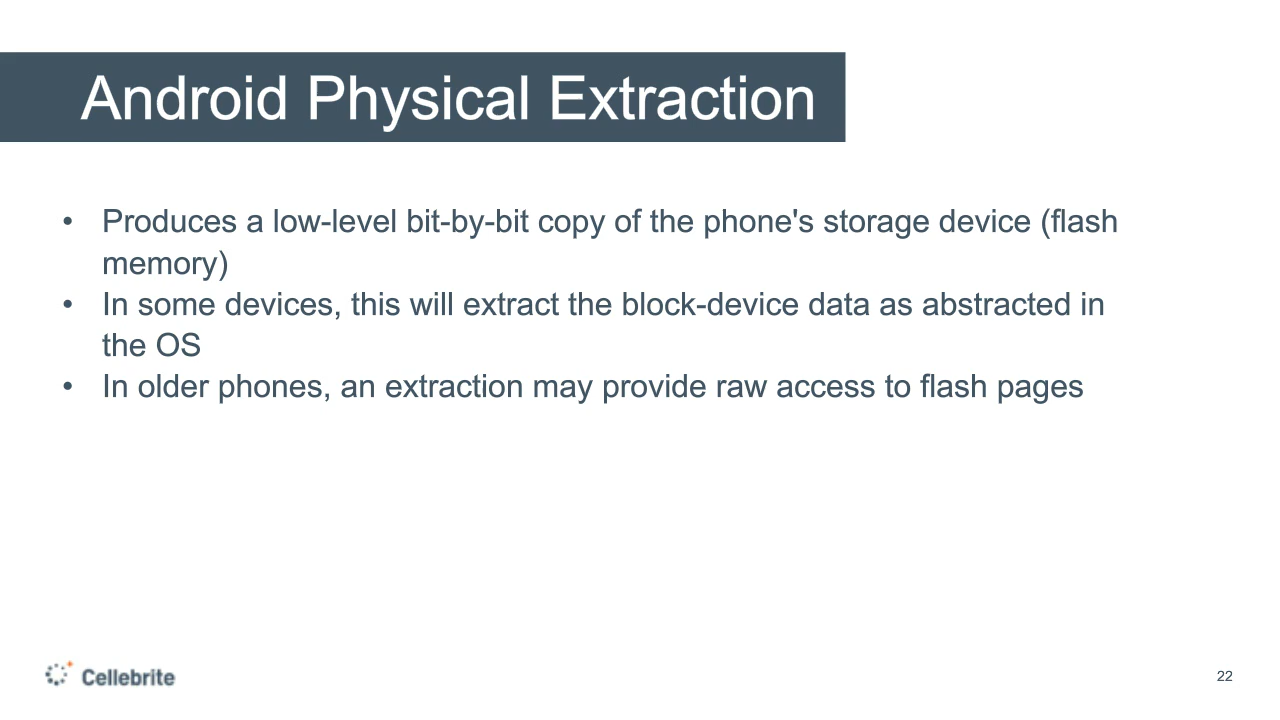 Android Physical Extraction
• Produces a low-level bit-by-bit copy of the phone's storage device (flash
memory)
• In some devices, this will extract the block-device data as abstracted in
the OS
• In older phones, an extraction may provide raw access to flash pages
Cellebrite
22